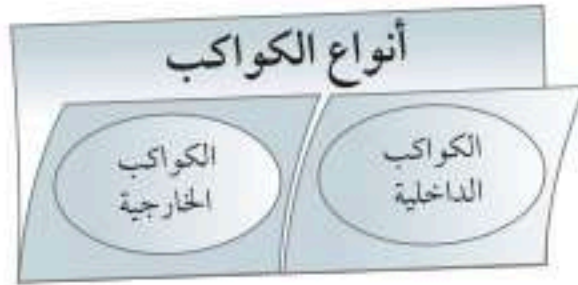 أنواع الكواكب
الكواكب
الداخلية
الكواكب
الخارجية